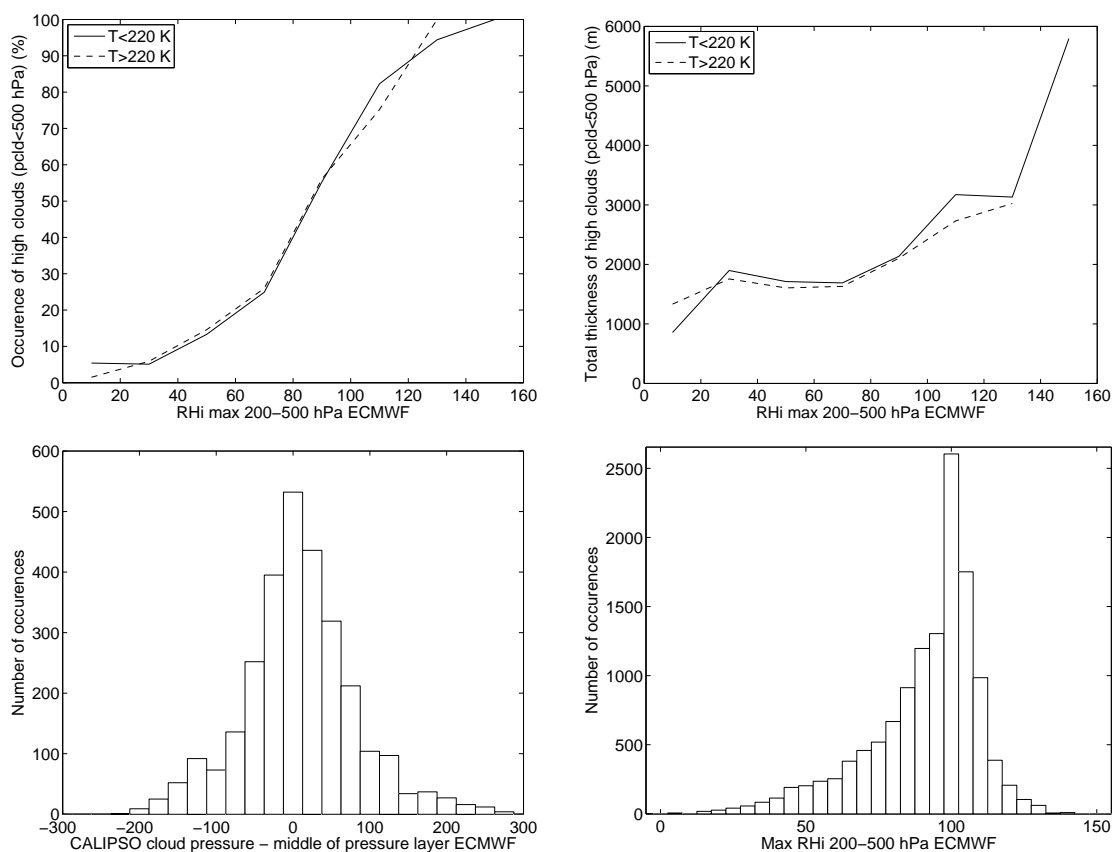 Occurence of high clouds (pcld<500 hPa) (%)
100
90
80
70
60
50
40
30
20
10
0
T<220 K
T>220 K
0 20 40 60 80 100 120 140 160
RHi max 200−500 hPa ECMWF
Total thickness of high clouds (pcld<500 hPa) (m)
6000
5000
4000
3000
2000
1000
0
T<220 K
T>220 K
0 20 40 60 80 100 120 140 160
RHi max 200−500 hPa ECMWF
Number of occurences
600
500
400
300
200
100
0
−300 −200 −100 0 100 200 300
CALIPSO cloud pressure − middle of pressure layer ECMWF
Number of occurences
2500
2000
1500
1000
500
0
0 50 100 150
Max RHi 200−500 hPa ECMWF